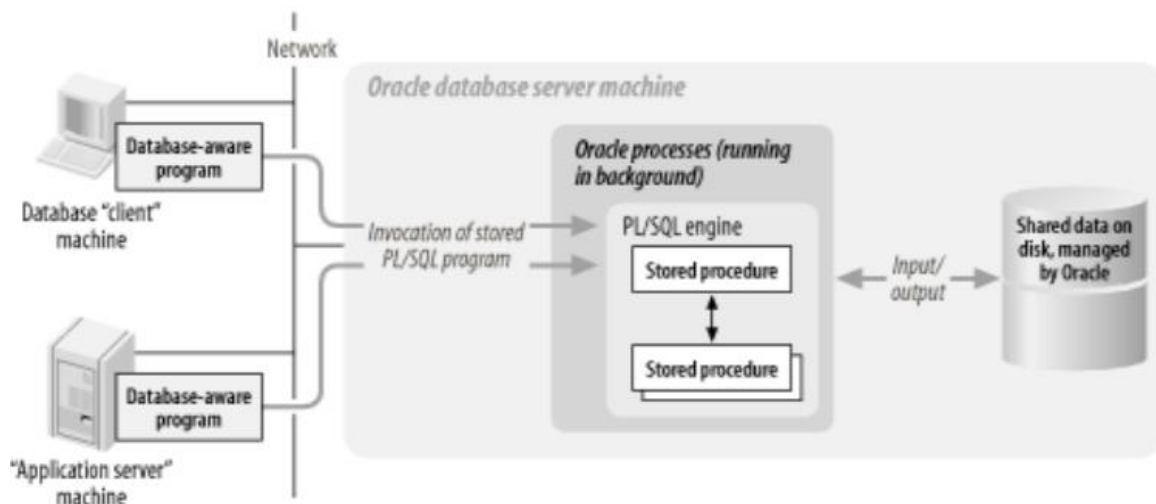 Network
Oracle database server machine
Database-aware
program
Database "client"
machine
Oracle processes (running
in background)
Invocation of stored
PL/SQL program
PL/SQL engine
Stored procedure
Stored procedure
Input/
output
Shared data on
disk, managed
by Oracle
Database-aware
program
"Application server"
machine